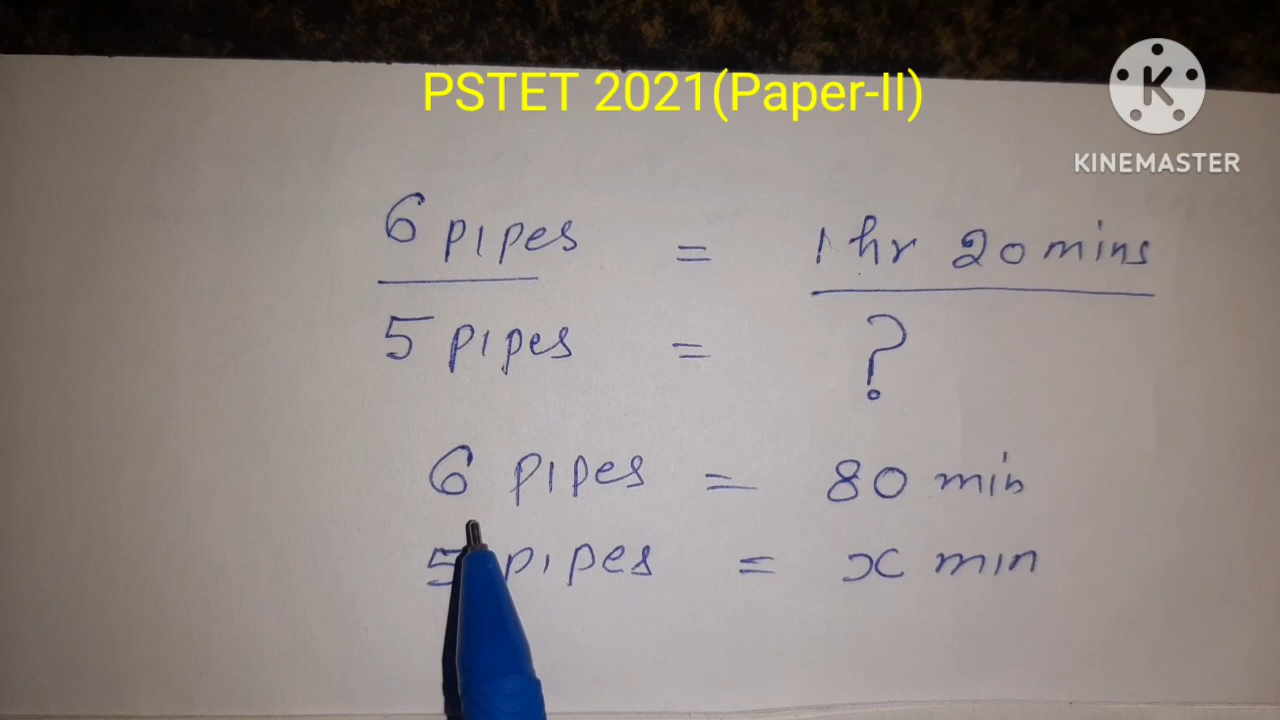 PSTET 2021(Paper-II)
K
KINEMASTER
6 pipes = 1 hr 20 mins
5 pipes = ?
6 pipes = 80 min
5 pipes = x min